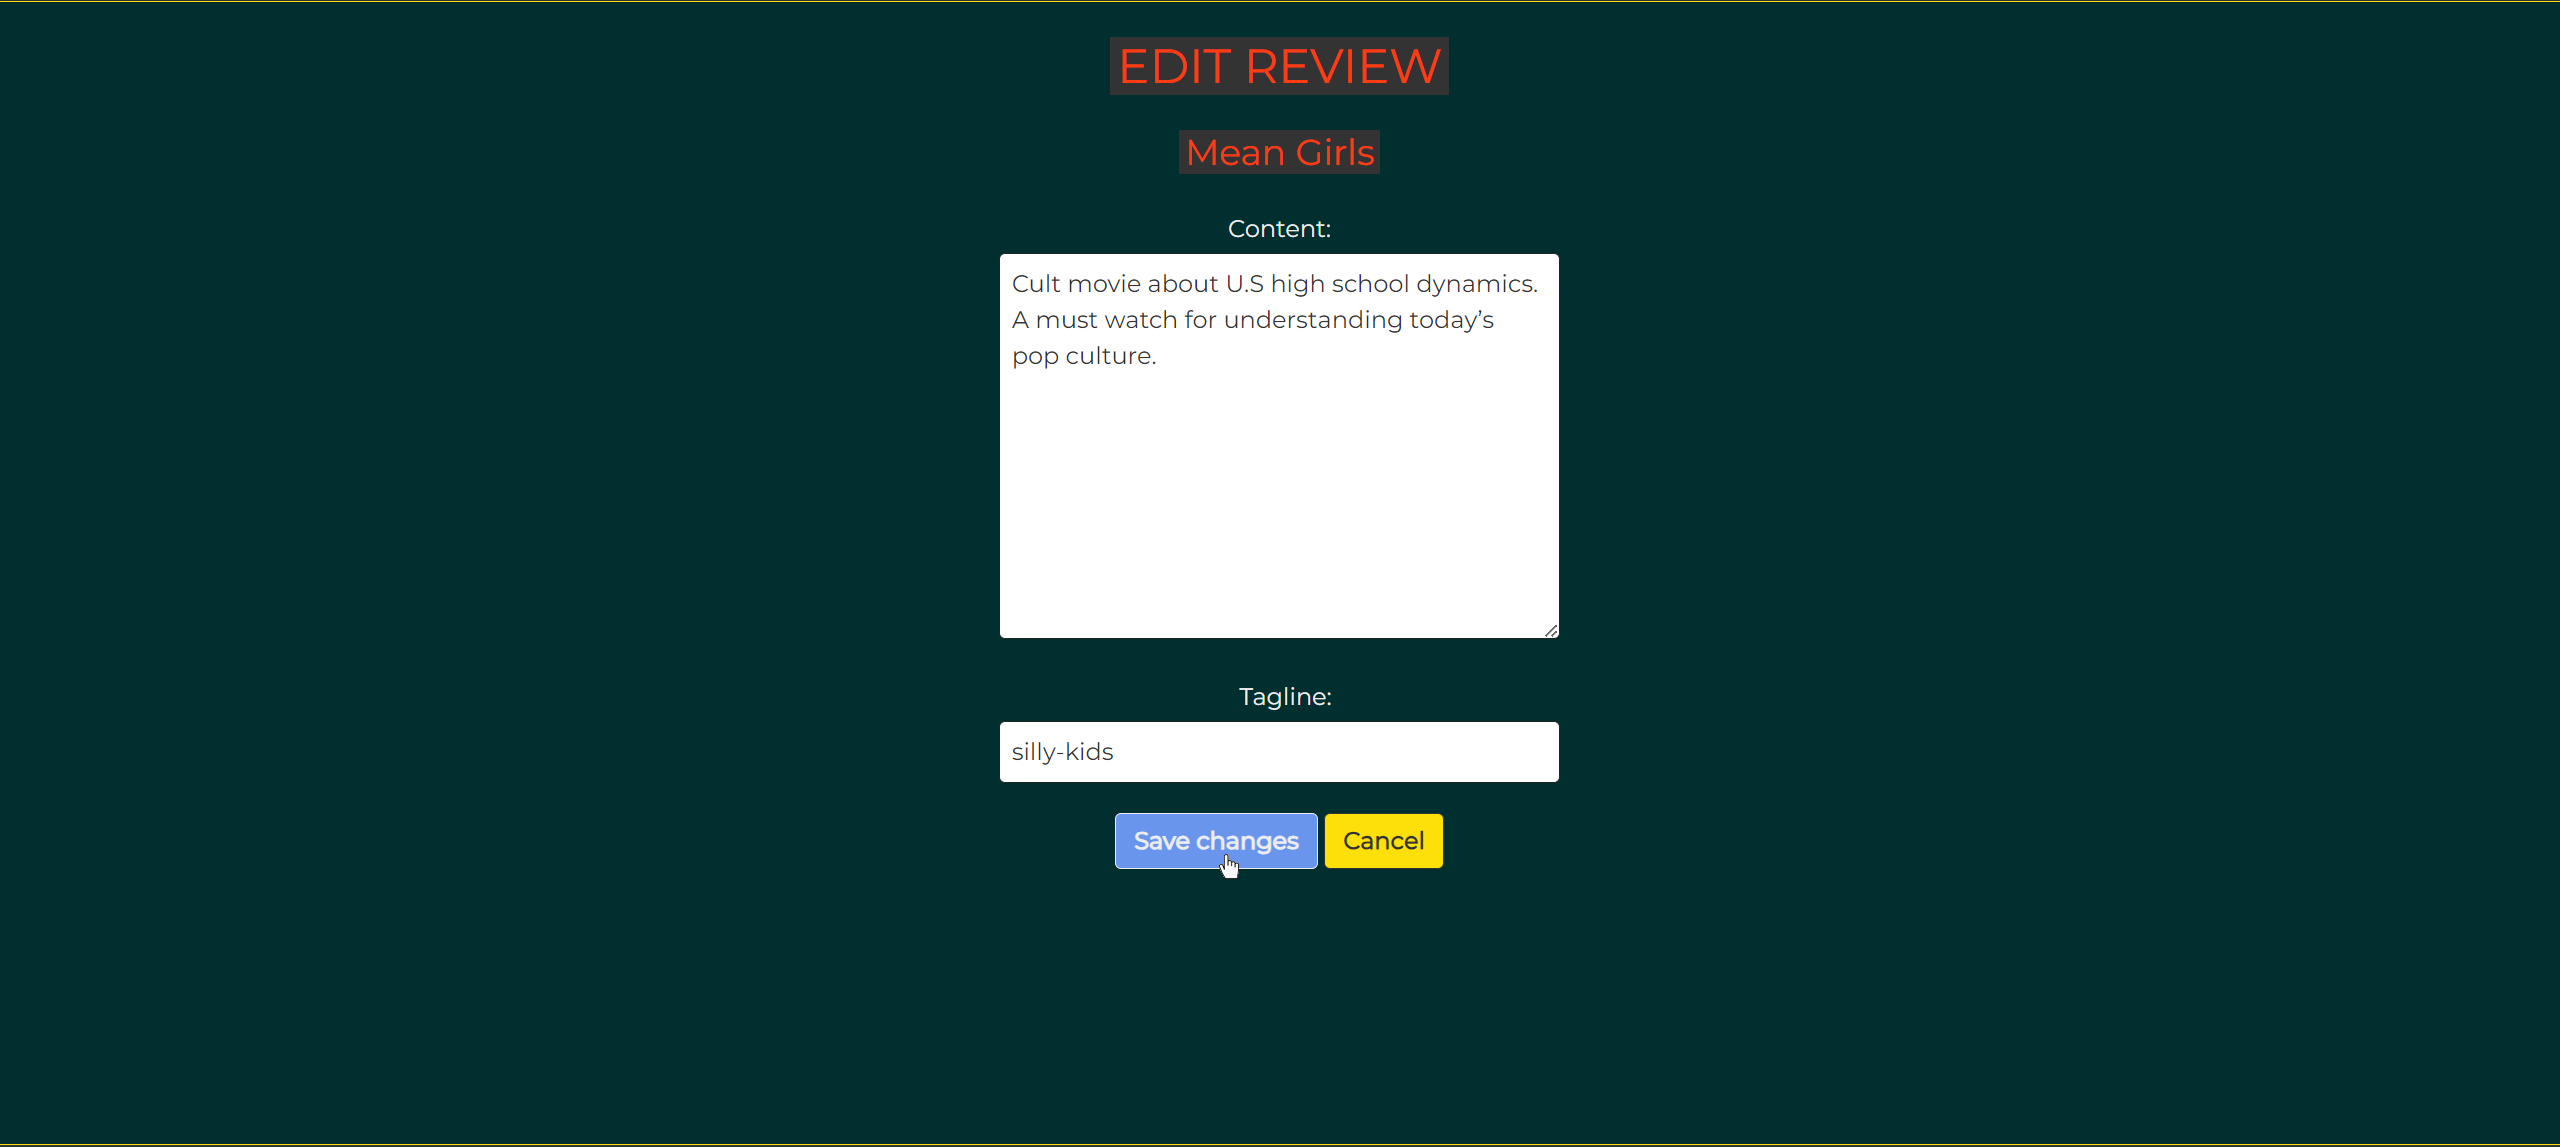 EDIT REVIEW
Mean Girls
Content:
Cult movie about U.S high school dynamics.
A must watch for understanding today’s
pop culture.
Tagline:
silly-kids
Save changes
Cancel